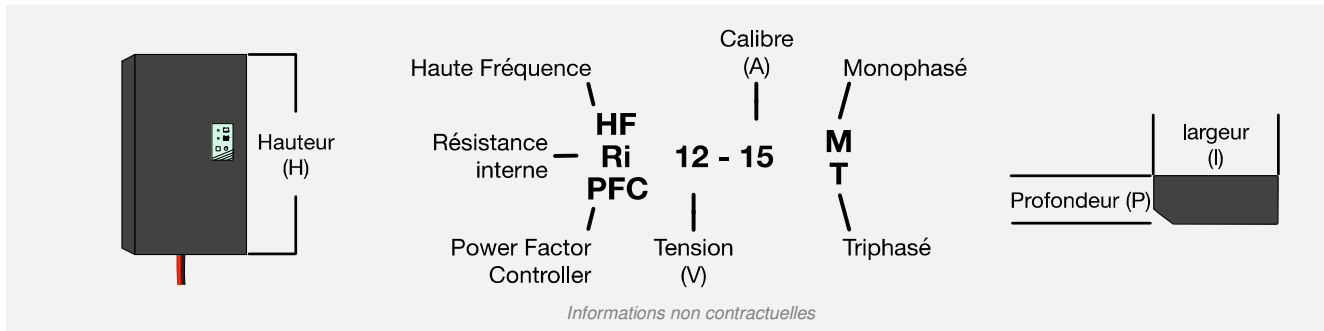 Calibre
(A)
Haute Fréquence
Monophasé
HF
Hauteur
(H)
Résistance
interne
Ri
12 - 15
M
T
largeur
(l)
PFC
Profondeur (P)
Power Factor
Controller
Tension
(V)
Triphasé
Informations non contractuelles